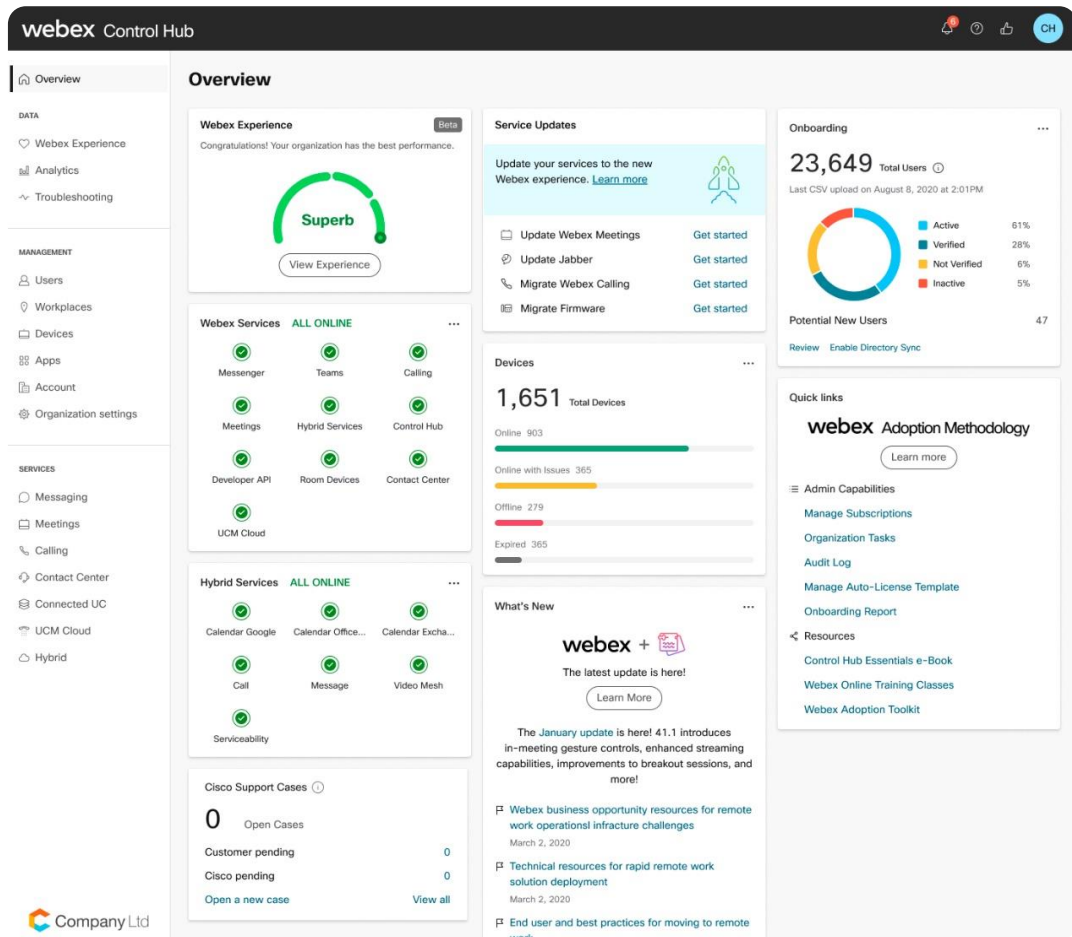 webex Control Hub
6
CH
Overview
DATA
Webex Experience
Analytics
Troubleshooting
MANAGEMENT
Users
Workplaces
Devices
Apps
Account
Organization settings
SERVICES
Messaging
Meetings
Calling
Contact Center
Connected UC
UCM Cloud
Hybrid
Company Ltd
Overview
Webex Experience Beta
Congratulations! Your organization has the best performance.
Superb
View Experience
Webex Services ALL ONLINE
Messenger Teams Calling
Meetings Hybrid Services Control Hub
Developer API Room Devices Contact Center
UCM Cloud
Hybrid Services ALL ONLINE
Calendar Google Calendar Office... Calendar Excha...
Call Message Video Mesh
Serviceability
Cisco Support Cases
0 Open Cases
Customer pending 0
Cisco pending 0
Open a new case View all
Service Updates
Update your services to the new
Webex experience. Learn more
Update Webex Meetings Get started
Update Jabber Get started
Migrate Webex Calling Get started
Migrate Firmware Get started
Devices
1,651 Total Devices
Online 903
Online with Issues 365
Offline 279
Expired 365
What's New
webex +
The latest update is here!
Learn More
The January update is here! 41.1 introduces
in-meeting gesture controls, enhanced streaming
capabilities, improvements to breakout sessions, and
more!
Webex business opportunity resources for remote
work operationsl infracture challenges
March 2, 2020
Technical resources for rapid remote work
solution deployment
March 2, 2020
End user and best practices for moving to remote
Onboarding
23,649 Total Users
Last CSV upload on August 8, 2020 at 2:01PM
Active 61%
Verified 28%
Not Verified 6%
Inactive 5%
Potential New Users 47
Review Enable Directory Sync
Quick links
webex Adoption Methodology
Learn more
Admin Capabilities
Manage Subscriptions
Organization Tasks
Audit Log
Manage Auto-License Template
Onboarding Report
Resources
Control Hub Essentials e-Book
Webex Online Training Classes
Webex Adoption Toolkit